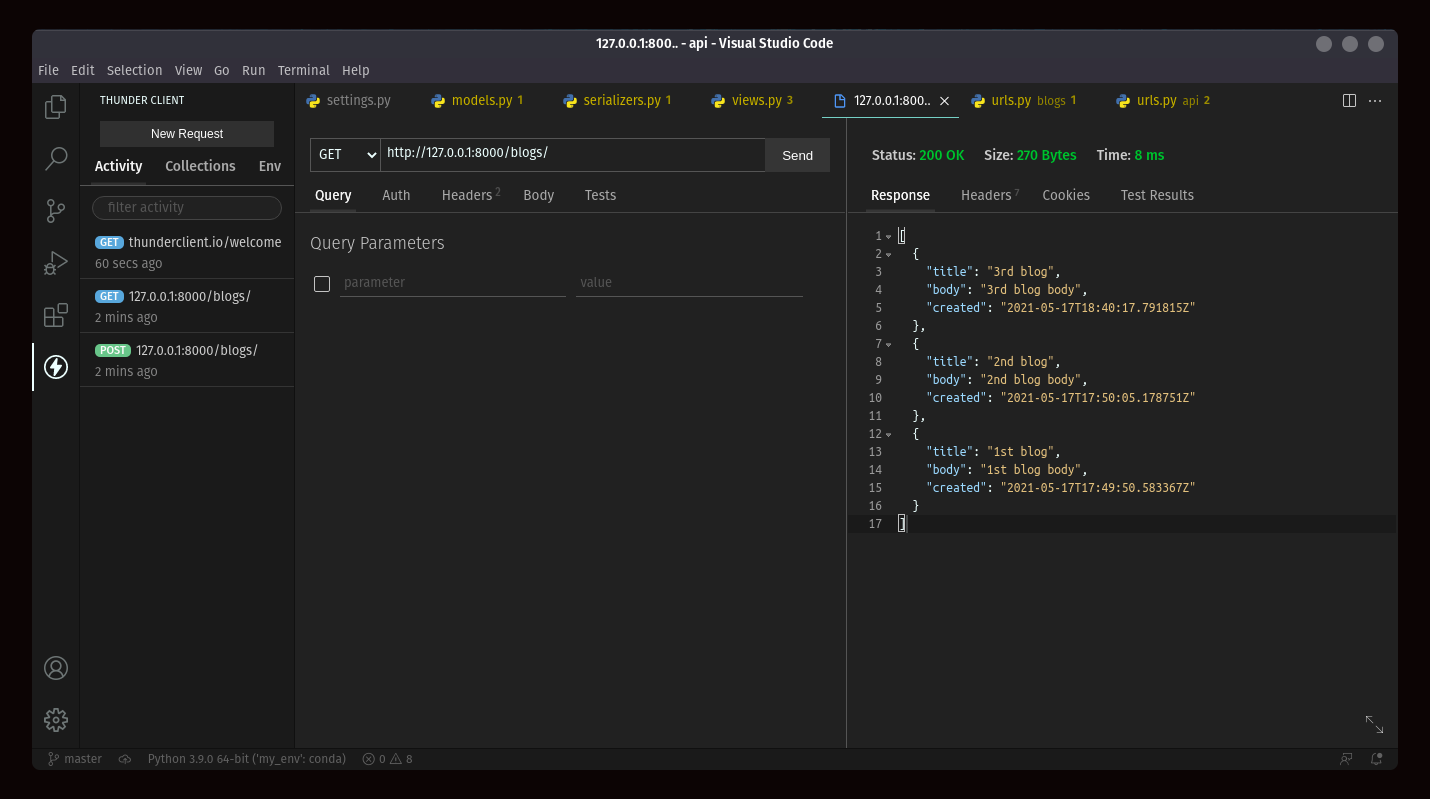 127.0.0.1:800.. - api - Visual Studio Code
File Edit Selection View Go Run Terminal Help
THUNDER CLIENT
New Request
Activity Collections Env
filter activity
GET thunderclient.io/welcome
60 secs ago
GET 127.0.0.1:8000/blogs/
2 mins ago
POST 127.0.0.1:8000/blogs/
2 mins ago
settings.py models.py 1 serializers.py 1 views.py 3 127.0.0.1:800.. urls.py blogs 1 urls.py api 2
GET http://127.0.0.1:8000/blogs/ Send
Query Auth Headers 2 Body Tests
Query Parameters
parameter value
Status: 200 OK Size: 270 Bytes Time: 8 ms
Response Headers 7 Cookies Test Results
1 [
2 {
3 "title": "3rd blog",
4 "body": "3rd blog body",
5 "created": "2021-05-17T18:40:17.791815Z"
6 },
7 {
8 "title": "2nd blog",
9 "body": "2nd blog body",
10 "created": "2021-05-17T17:50:05.178751Z"
11 },
12 {
13 "title": "1st blog",
14 "body": "1st blog body",
15 "created": "2021-05-17T17:49:50.583367Z"
16 }
17 ]
master Python 3.9.0 64-bit ('my_env': conda) 0 8